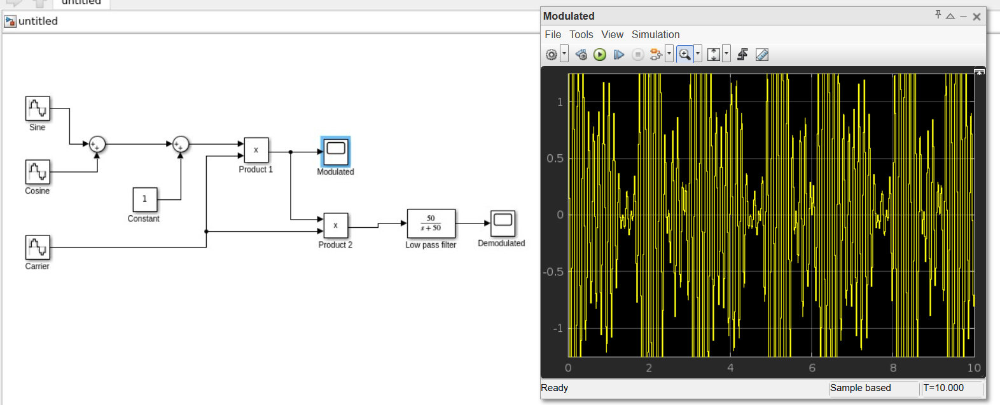 untitled
untitled
Sine
Cosine
1
Constant
Carrier
x
Product 1
Modulated
x
Product 2
50
s + 50
Low pass filter
Demodulated
Modulated
File Tools View Simulation
1
0.5
0
-0.5
-1
0 2 4 6 8 10
Ready Sample based T=10.000